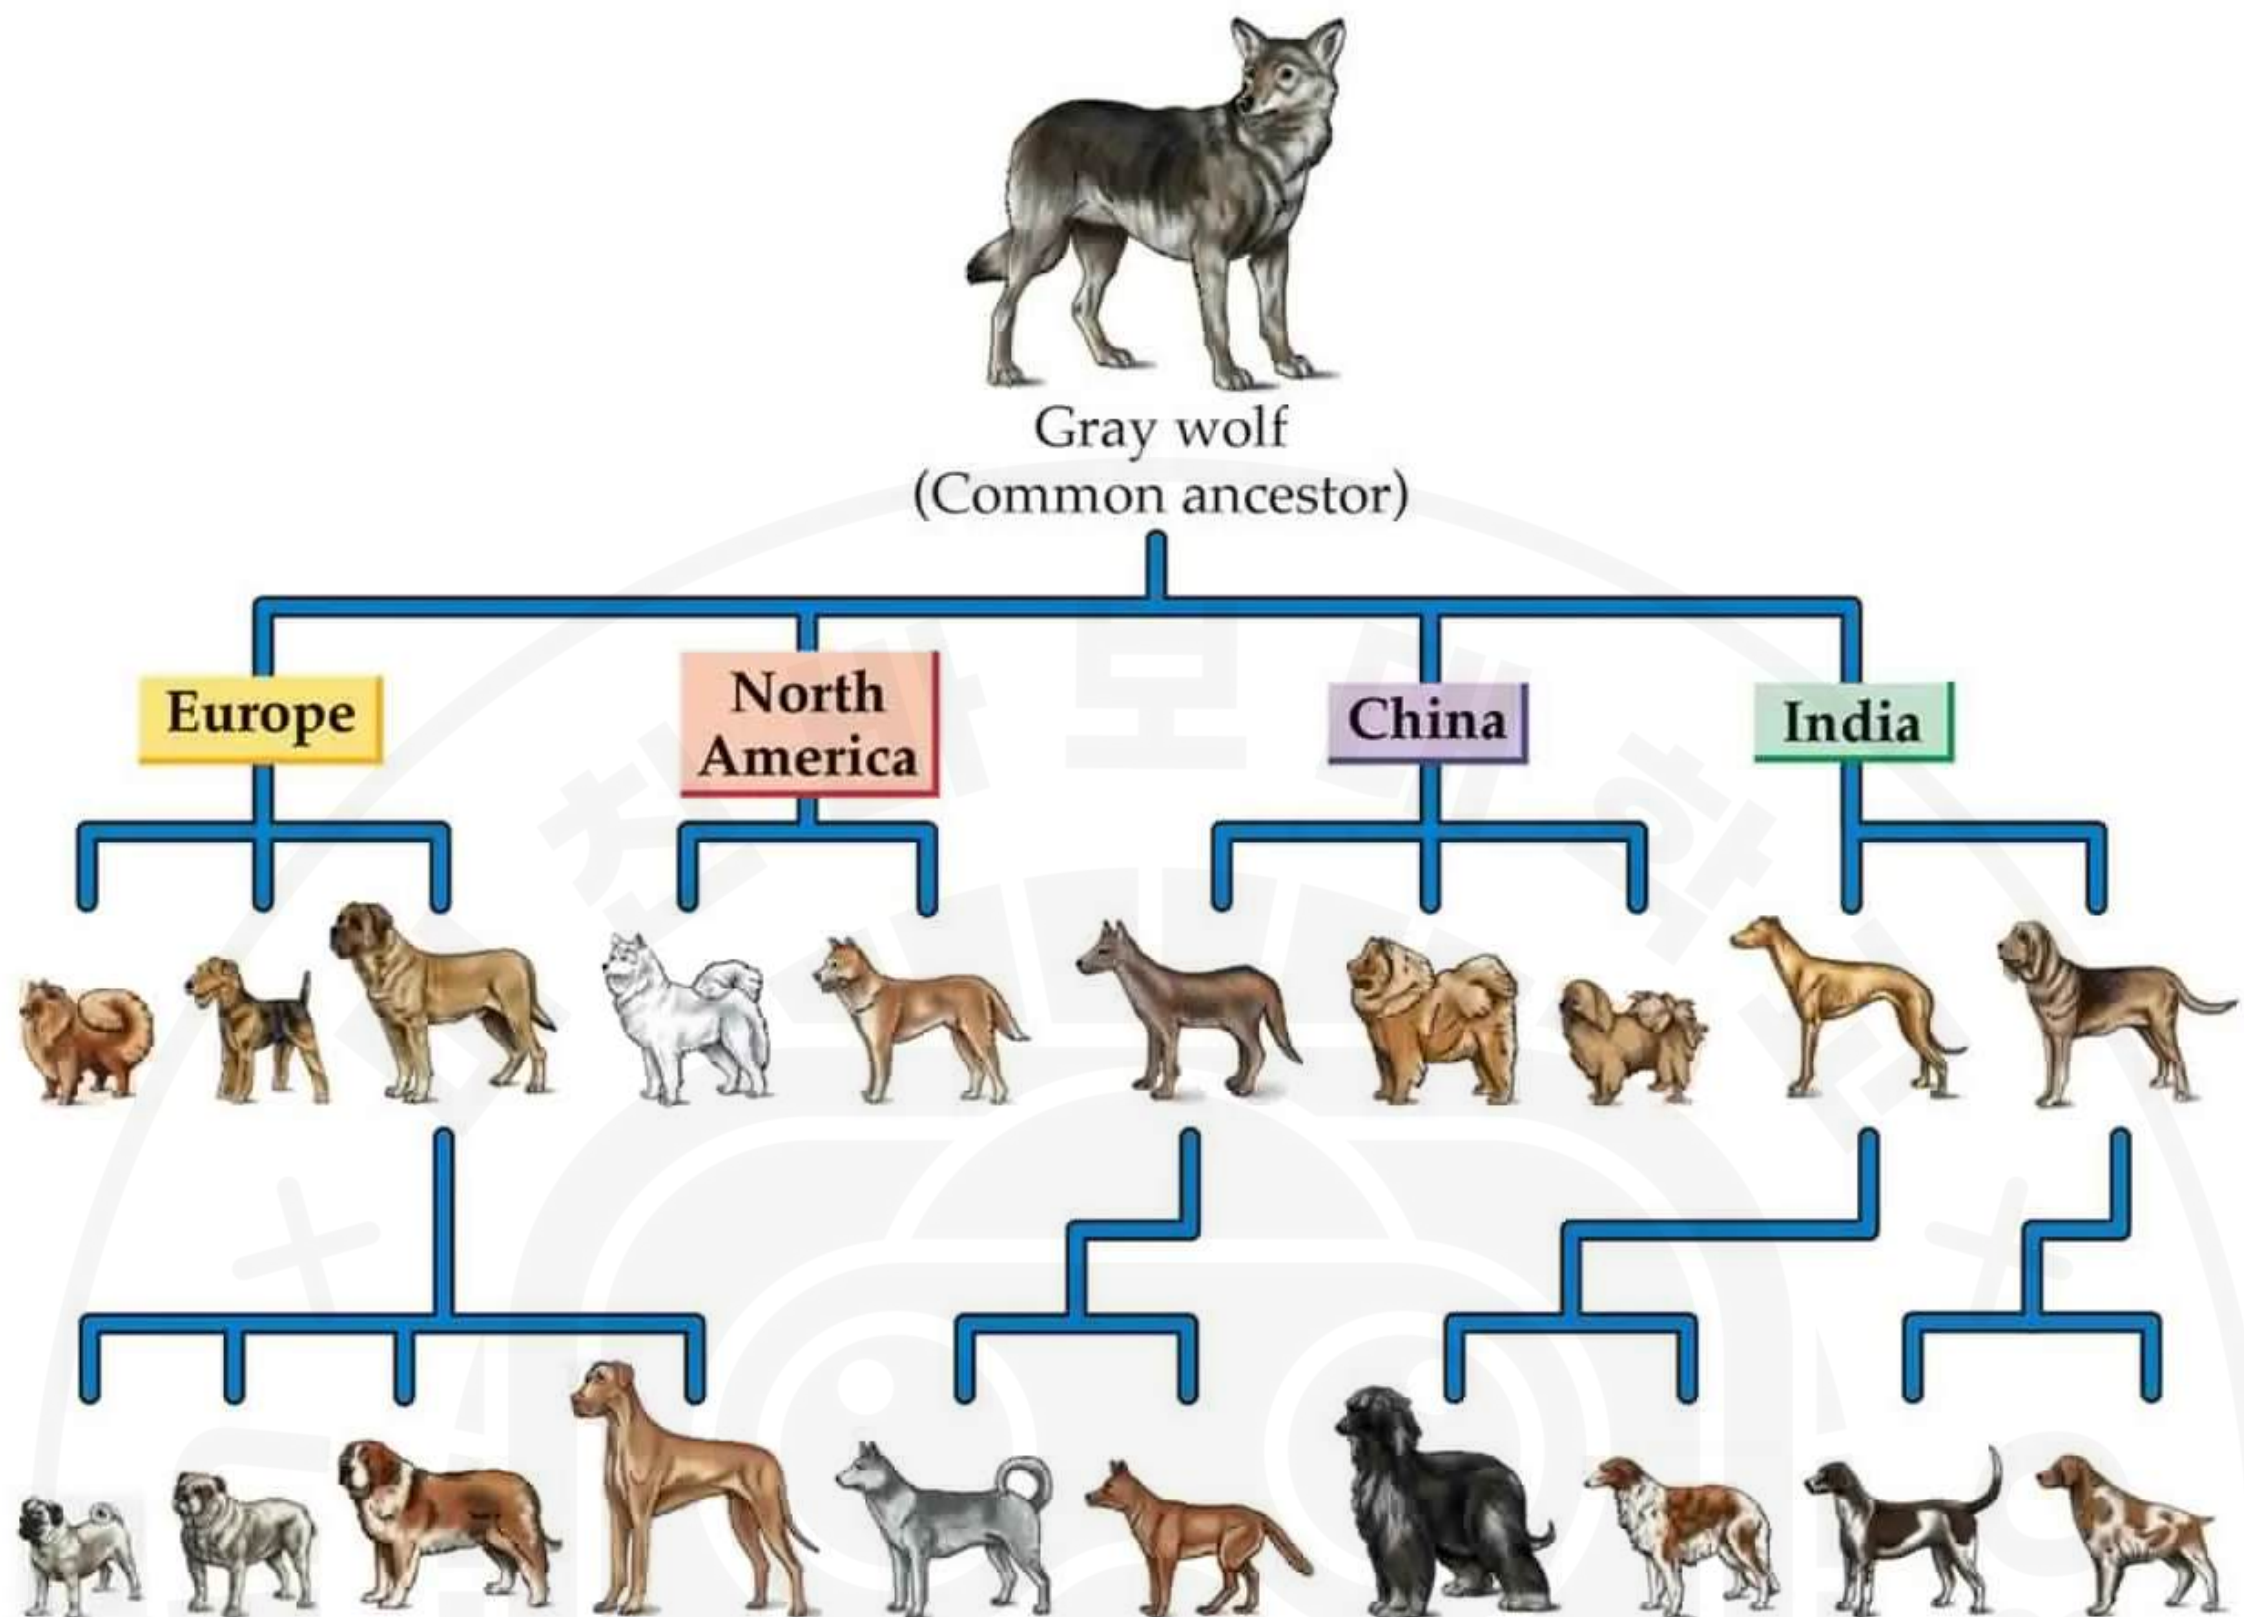 Gray wolf
(Common ancestor)
Europe
North
America
China
India